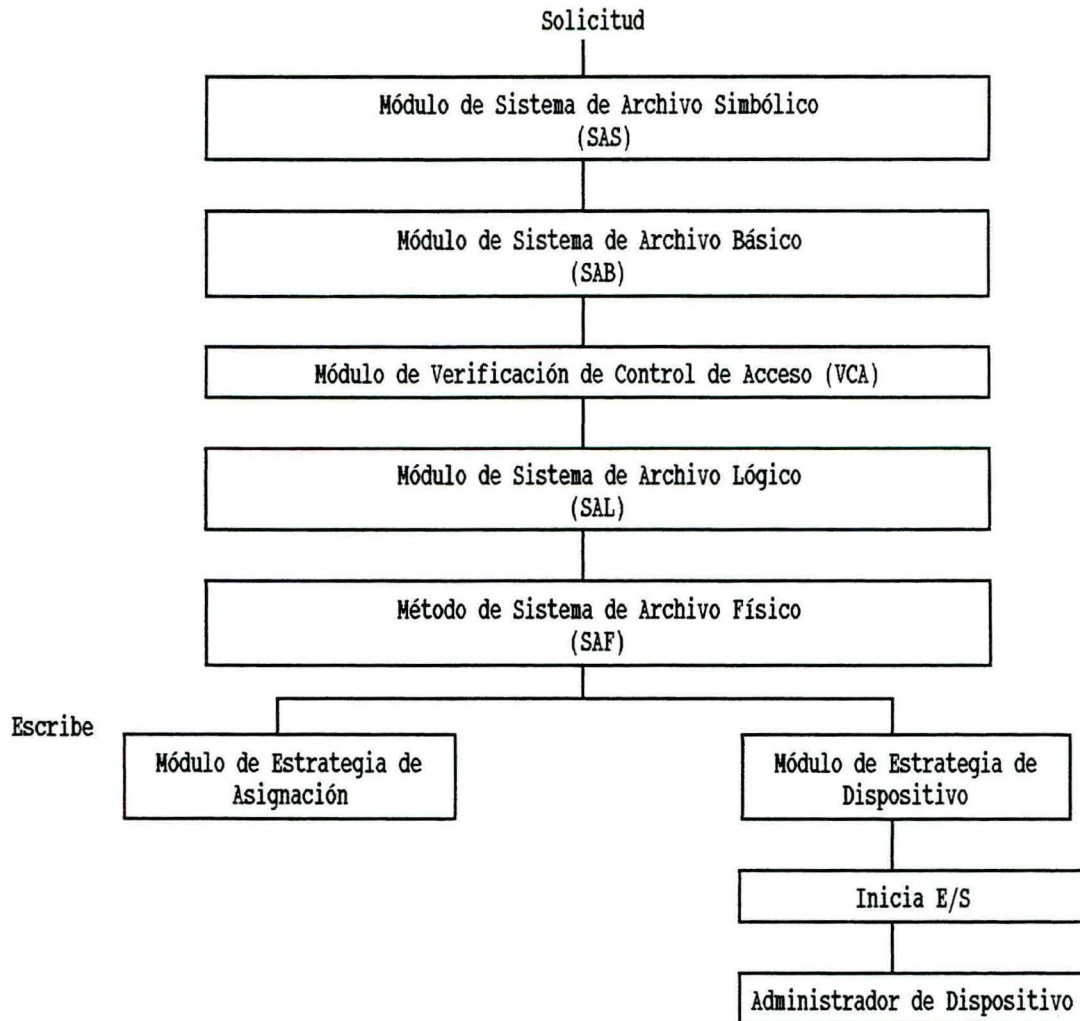 Solicitud
Módulo de Sistema de Archivo Simbólico
(SAS)
Módulo de Sistema de Archivo Básico
(SAB)
Módulo de Verificación de Control de Acceso (VCA)
Módulo de Sistema de Archivo Lógico
(SAL)
Método de Sistema de Archivo Físico
(SAF)
Escribe
Módulo de Estrategia de
Asignación
Módulo de Estrategia de
Dispositivo
Inicia E/S
Administrador de Dispositivo